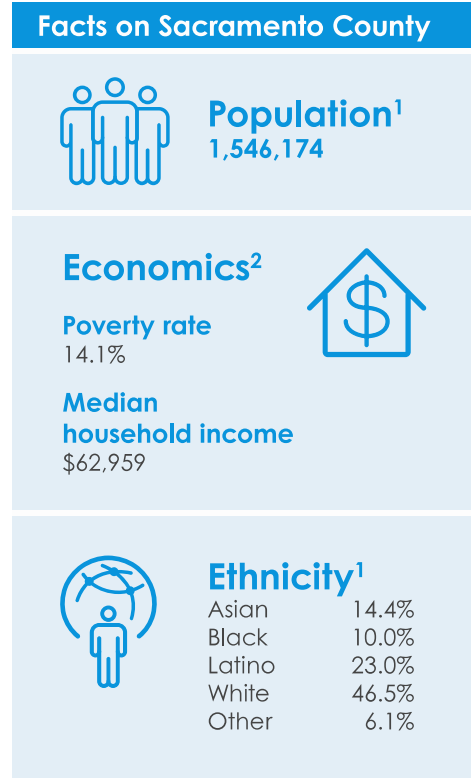 Facts on Sacramento County
Population¹
1,546,174
Economics²
Poverty rate
14.1%
Median
household income
$62,959
$
Ethnicity¹
Asian 14.4%
Black 10.0%
Latino 23.0%
White 46.5%
Other 6.1%